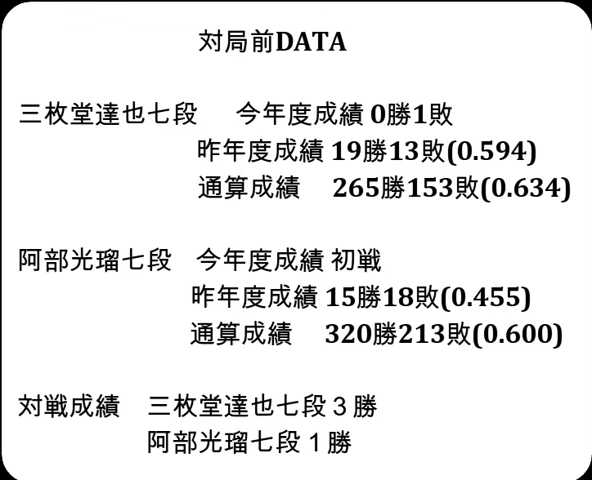 対局前DATA
三枚堂達也七段 今年度成績 0勝1敗
昨年度成績 19勝13敗(0.594)
通算成績 265勝153敗(0.634)
阿部光瑠七段 今年度成績 初戦
昨年度成績 15勝18敗(0.455)
通算成績 320勝213敗(0.600)
対戦成績 三枚堂達也七段3勝
阿部光瑠七段1勝